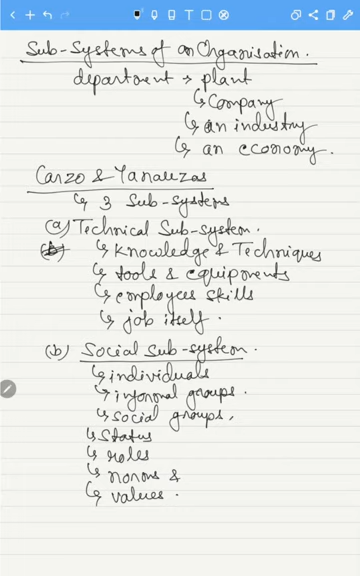 Sub-Systems of an Organisation.
department → plant
↳ Company
↳ an industry
↳ an economy.
Carzo & Yanauzas
↳ 3 Sub-systems
(a) Technical Sub-system.
↳ Knowledge & Techniques
↳ tools & equipments
↳ employees skills
↳ job itself.
(b) Social Sub-system.
↳ individuals
↳ informal groups.
↳ social groups,
↳ Status
↳ roles
↳ norms &
↳ values.